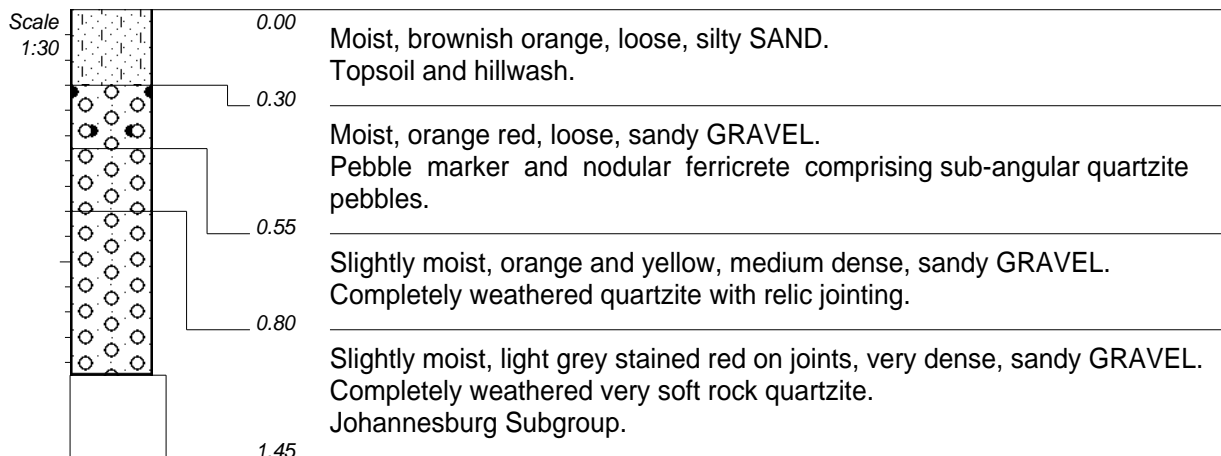 Scale
1:30
0.00
Moist, brownish orange, loose, silty SAND.
Topsoil and hillwash.
0.30
Moist, orange red, loose, sandy GRAVEL.
Pebble marker and nodular ferricrete comprising sub-angular quartzite
pebbles.
0.55
Slightly moist, orange and yellow, medium dense, sandy GRAVEL.
Completely weathered quartzite with relic jointing.
0.80
Slightly moist, light grey stained red on joints, very dense, sandy GRAVEL.
Completely weathered very soft rock quartzite.
Johannesburg Subgroup.
1.45